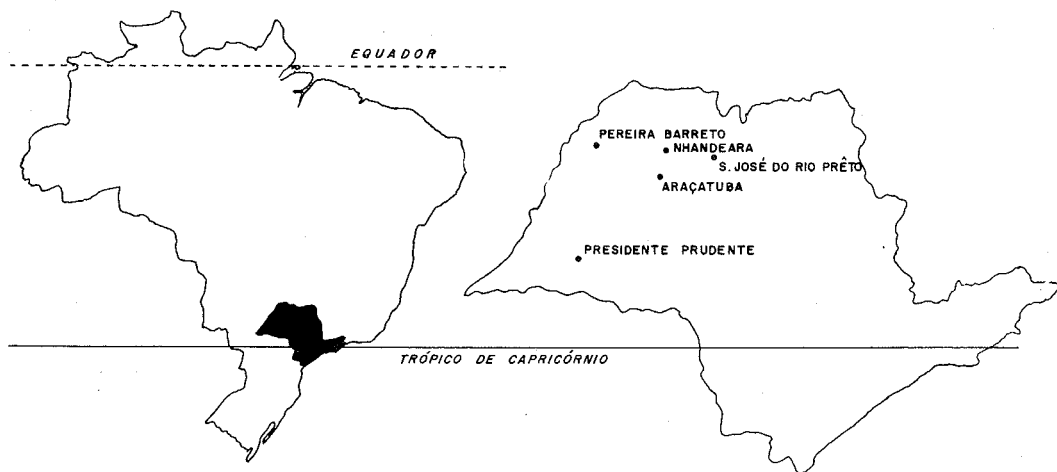 EQUADOR
PEREIRA BARRETO
NHANDEARA
S. JOSÉ DO RIO PRÊTO
ARAÇATUBA
PRESIDENTE PRUDENTE
TRÓPICO DE CAPRICÓRNIO